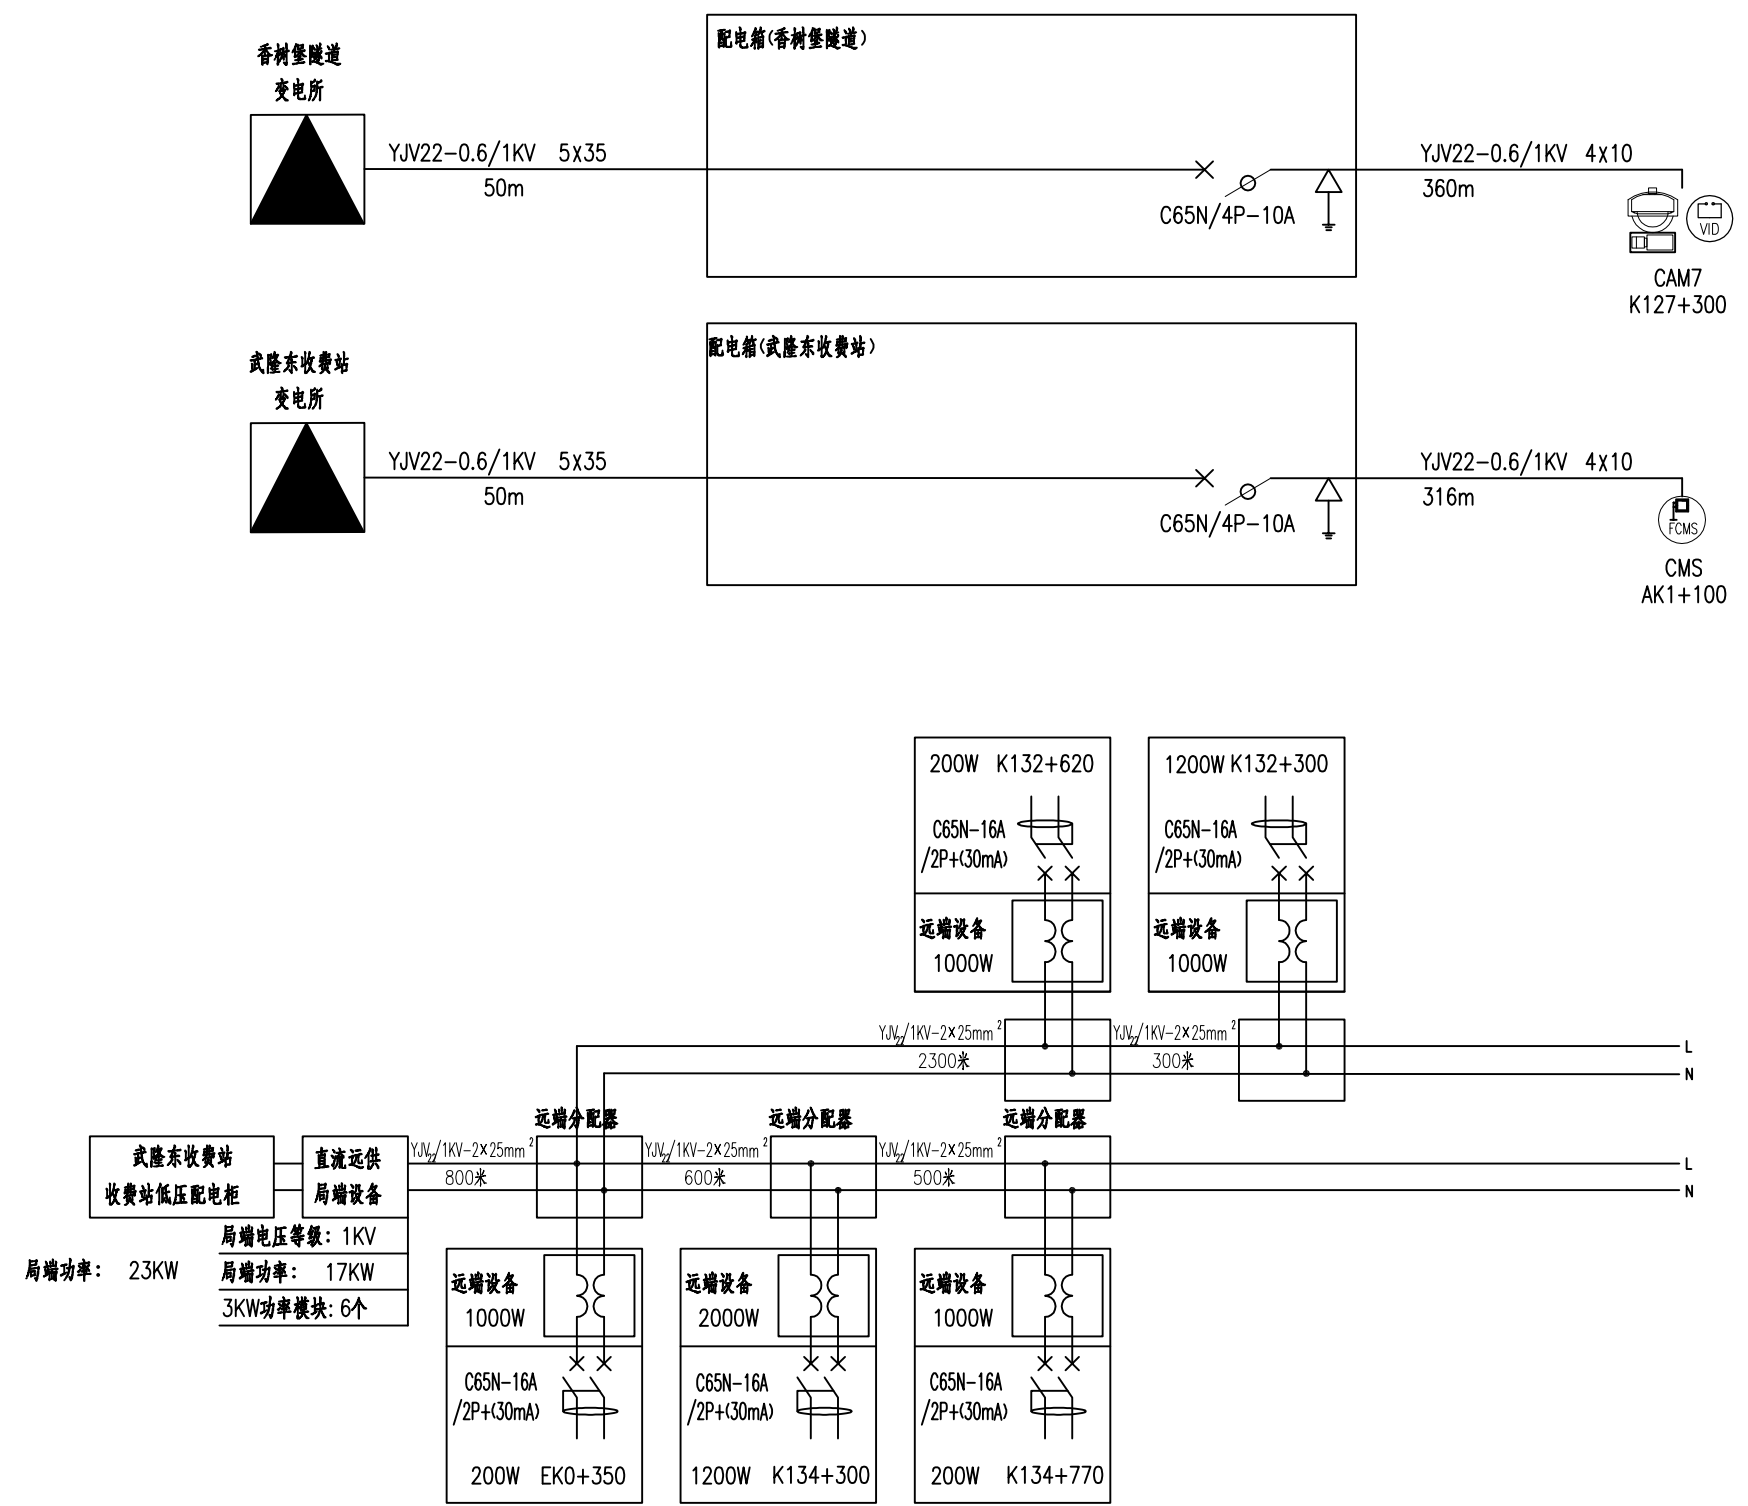 香树堡隧道
变电所
YJV22-0.6/1KV 5x35
50m
配电箱(香树堡隧道)
C65N/4P-10A
YJV22-0.6/1KV 4x10
360m
VID
CAM7
K127+300
武隆东收费站
变电所
YJV22-0.6/1KV 5x35
50m
配电箱(武隆东收费站)
C65N/4P-10A
YJV22-0.6/1KV 4x10
316m
FCMS
CMS
AK1+100
200W K132+620
C65N-16A
/2P+(30mA)
远端设备
1000W
1200W K132+300
C65N-16A
/2P+(30mA)
远端设备
1000W
YJV22/1KV-2×25mm²
2300米
YJV22/1KV-2×25mm²
300米
L
N
远端分配器
远端分配器
远端分配器
武隆东收费站
收费站低压配电柜
直流远供
局端设备
YJV22/1KV-2×25mm²
800米
YJV22/1KV-2×25mm²
600米
YJV22/1KV-2×25mm²
500米
L
N
局端功率: 23KW
局端电压等级: 1KV
局端功率: 17KW
3KW功率模块: 6个
远端设备
1000W
C65N-16A
/2P+(30mA)
200W EK0+350
远端设备
2000W
C65N-16A
/2P+(30mA)
1200W K134+300
远端设备
1000W
C65N-16A
/2P+(30mA)
200W K134+770